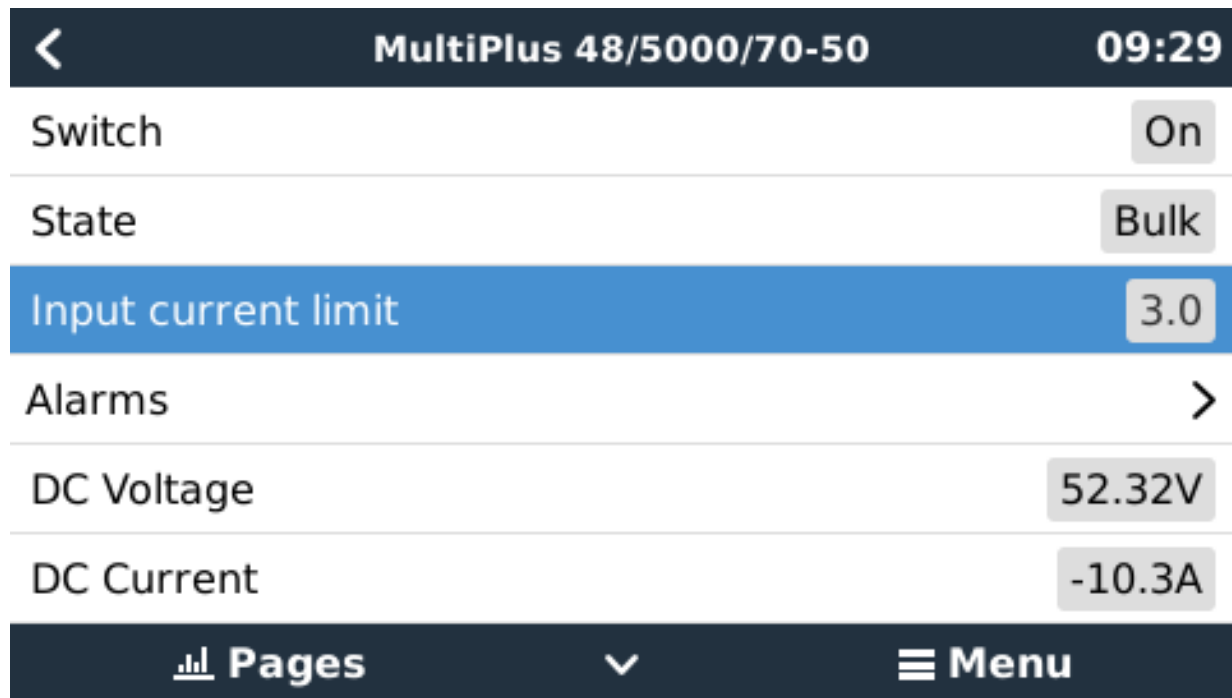 MultiPlus 48/5000/70-50 09:29
Switch On
State Bulk
Input current limit 3.0
Alarms
DC Voltage 52.32V
DC Current -10.3A
Pages Menu